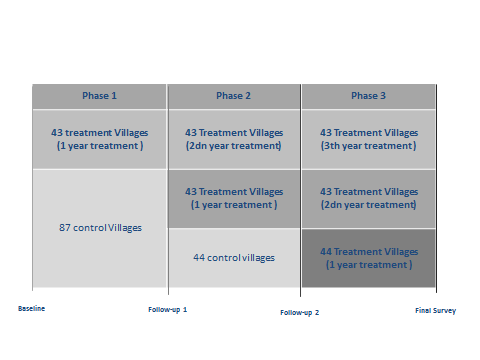 Phase 1
Phase 2
Phase 3
43 treatment Villages
(1 year treatment )
43 Treatment Villages
(2dn year treatment)
43 Treatment Villages
(3th year treatment )
87 control Villages
43 Treatment Villages
(1 year treatment )
43 Treatment Villages
(2dn year treatment)
44 control villages
44 Treatment Villages
(1 year treatment )
Baseline
Follow-up 1
Follow-up 2
Final Survey